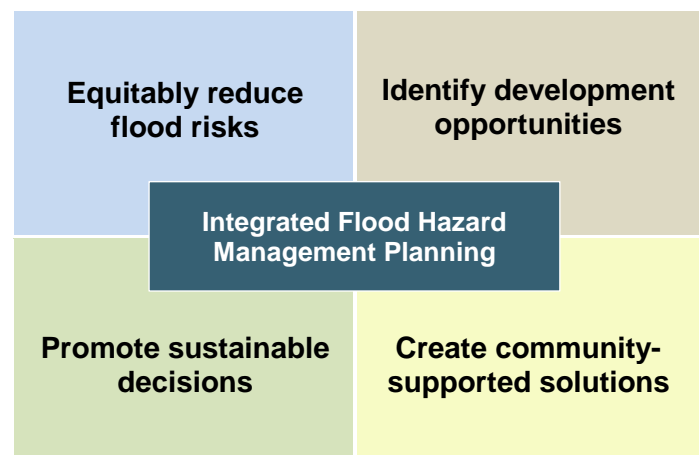 Equitably reduce
flood risks
Identify development
opportunities
Integrated Flood Hazard
Management Planning
Promote sustainable
decisions
Create community-
supported solutions